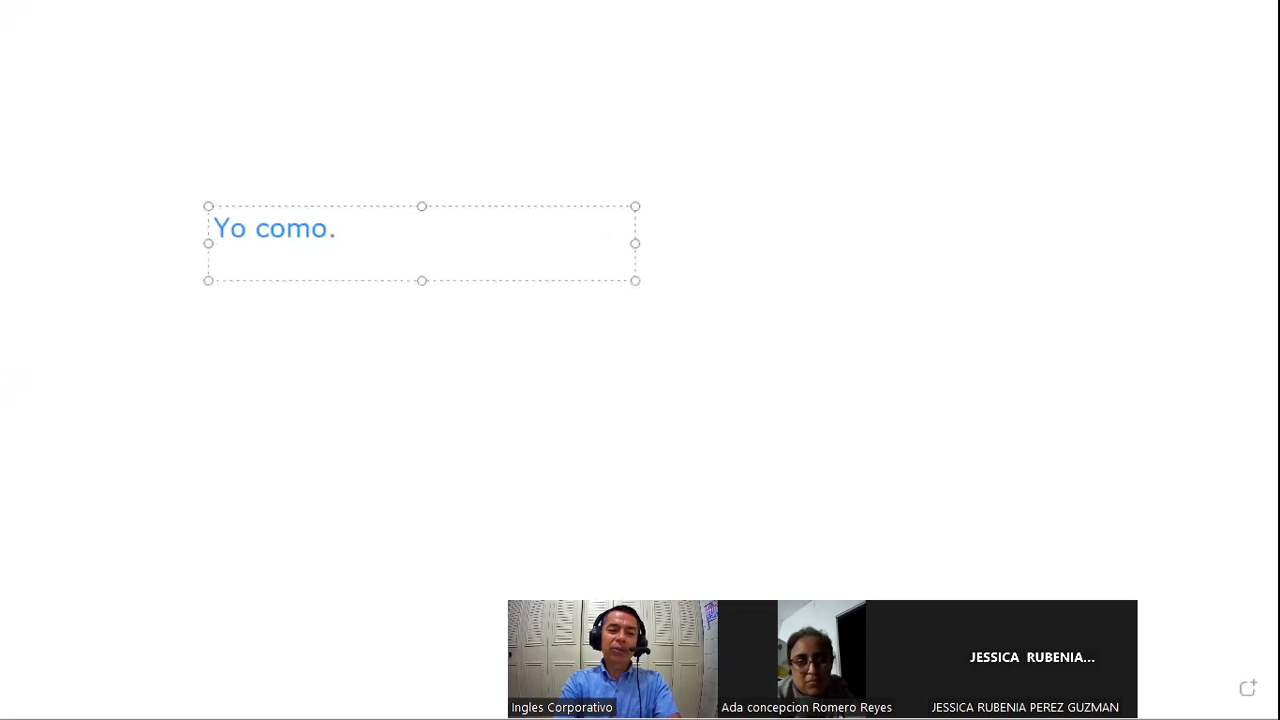 Yo como.
JESSICA RUBENIA...
Ingles Corporativo
Ada concepcion Romero Reyes
JESSICA RUBENIA PEREZ GUZMAN